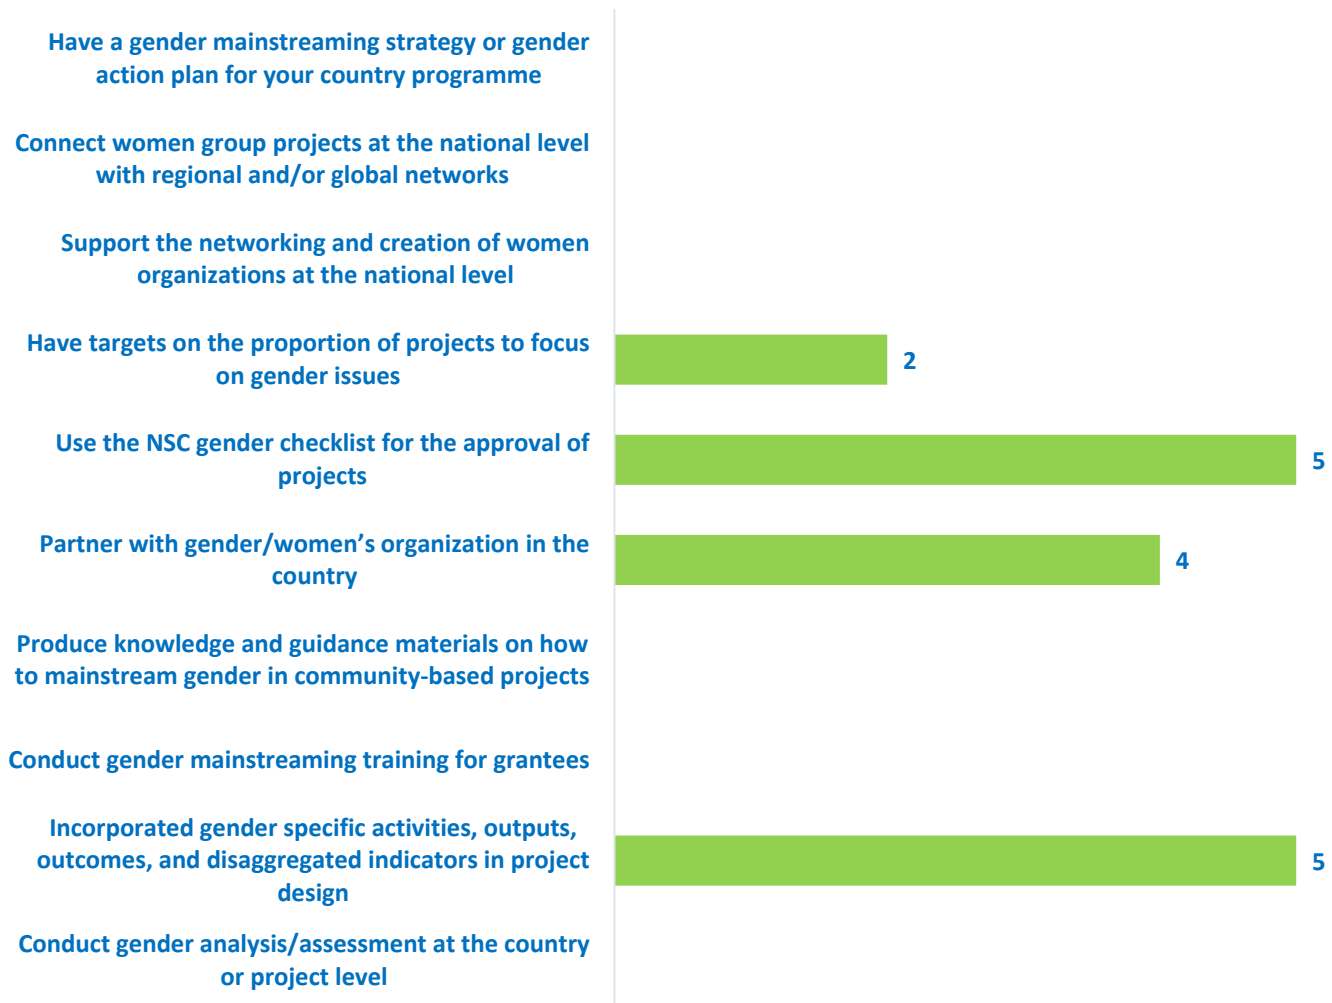 Have a gender mainstreaming strategy or gender
action plan for your country programme
Connect women group projects at the national level
with regional and/or global networks
Support the networking and creation of women
organizations at the national level
Have targets on the proportion of projects to focus
on gender issues
2
Use the NSC gender checklist for the approval of
projects
5
Partner with gender/women’s organization in the
country
4
Produce knowledge and guidance materials on how
to mainstream gender in community-based projects
Conduct gender mainstreaming training for grantees
Incorporated gender specific activities, outputs,
outcomes, and disaggregated indicators in project
design
5
Conduct gender analysis/assessment at the country
or project level